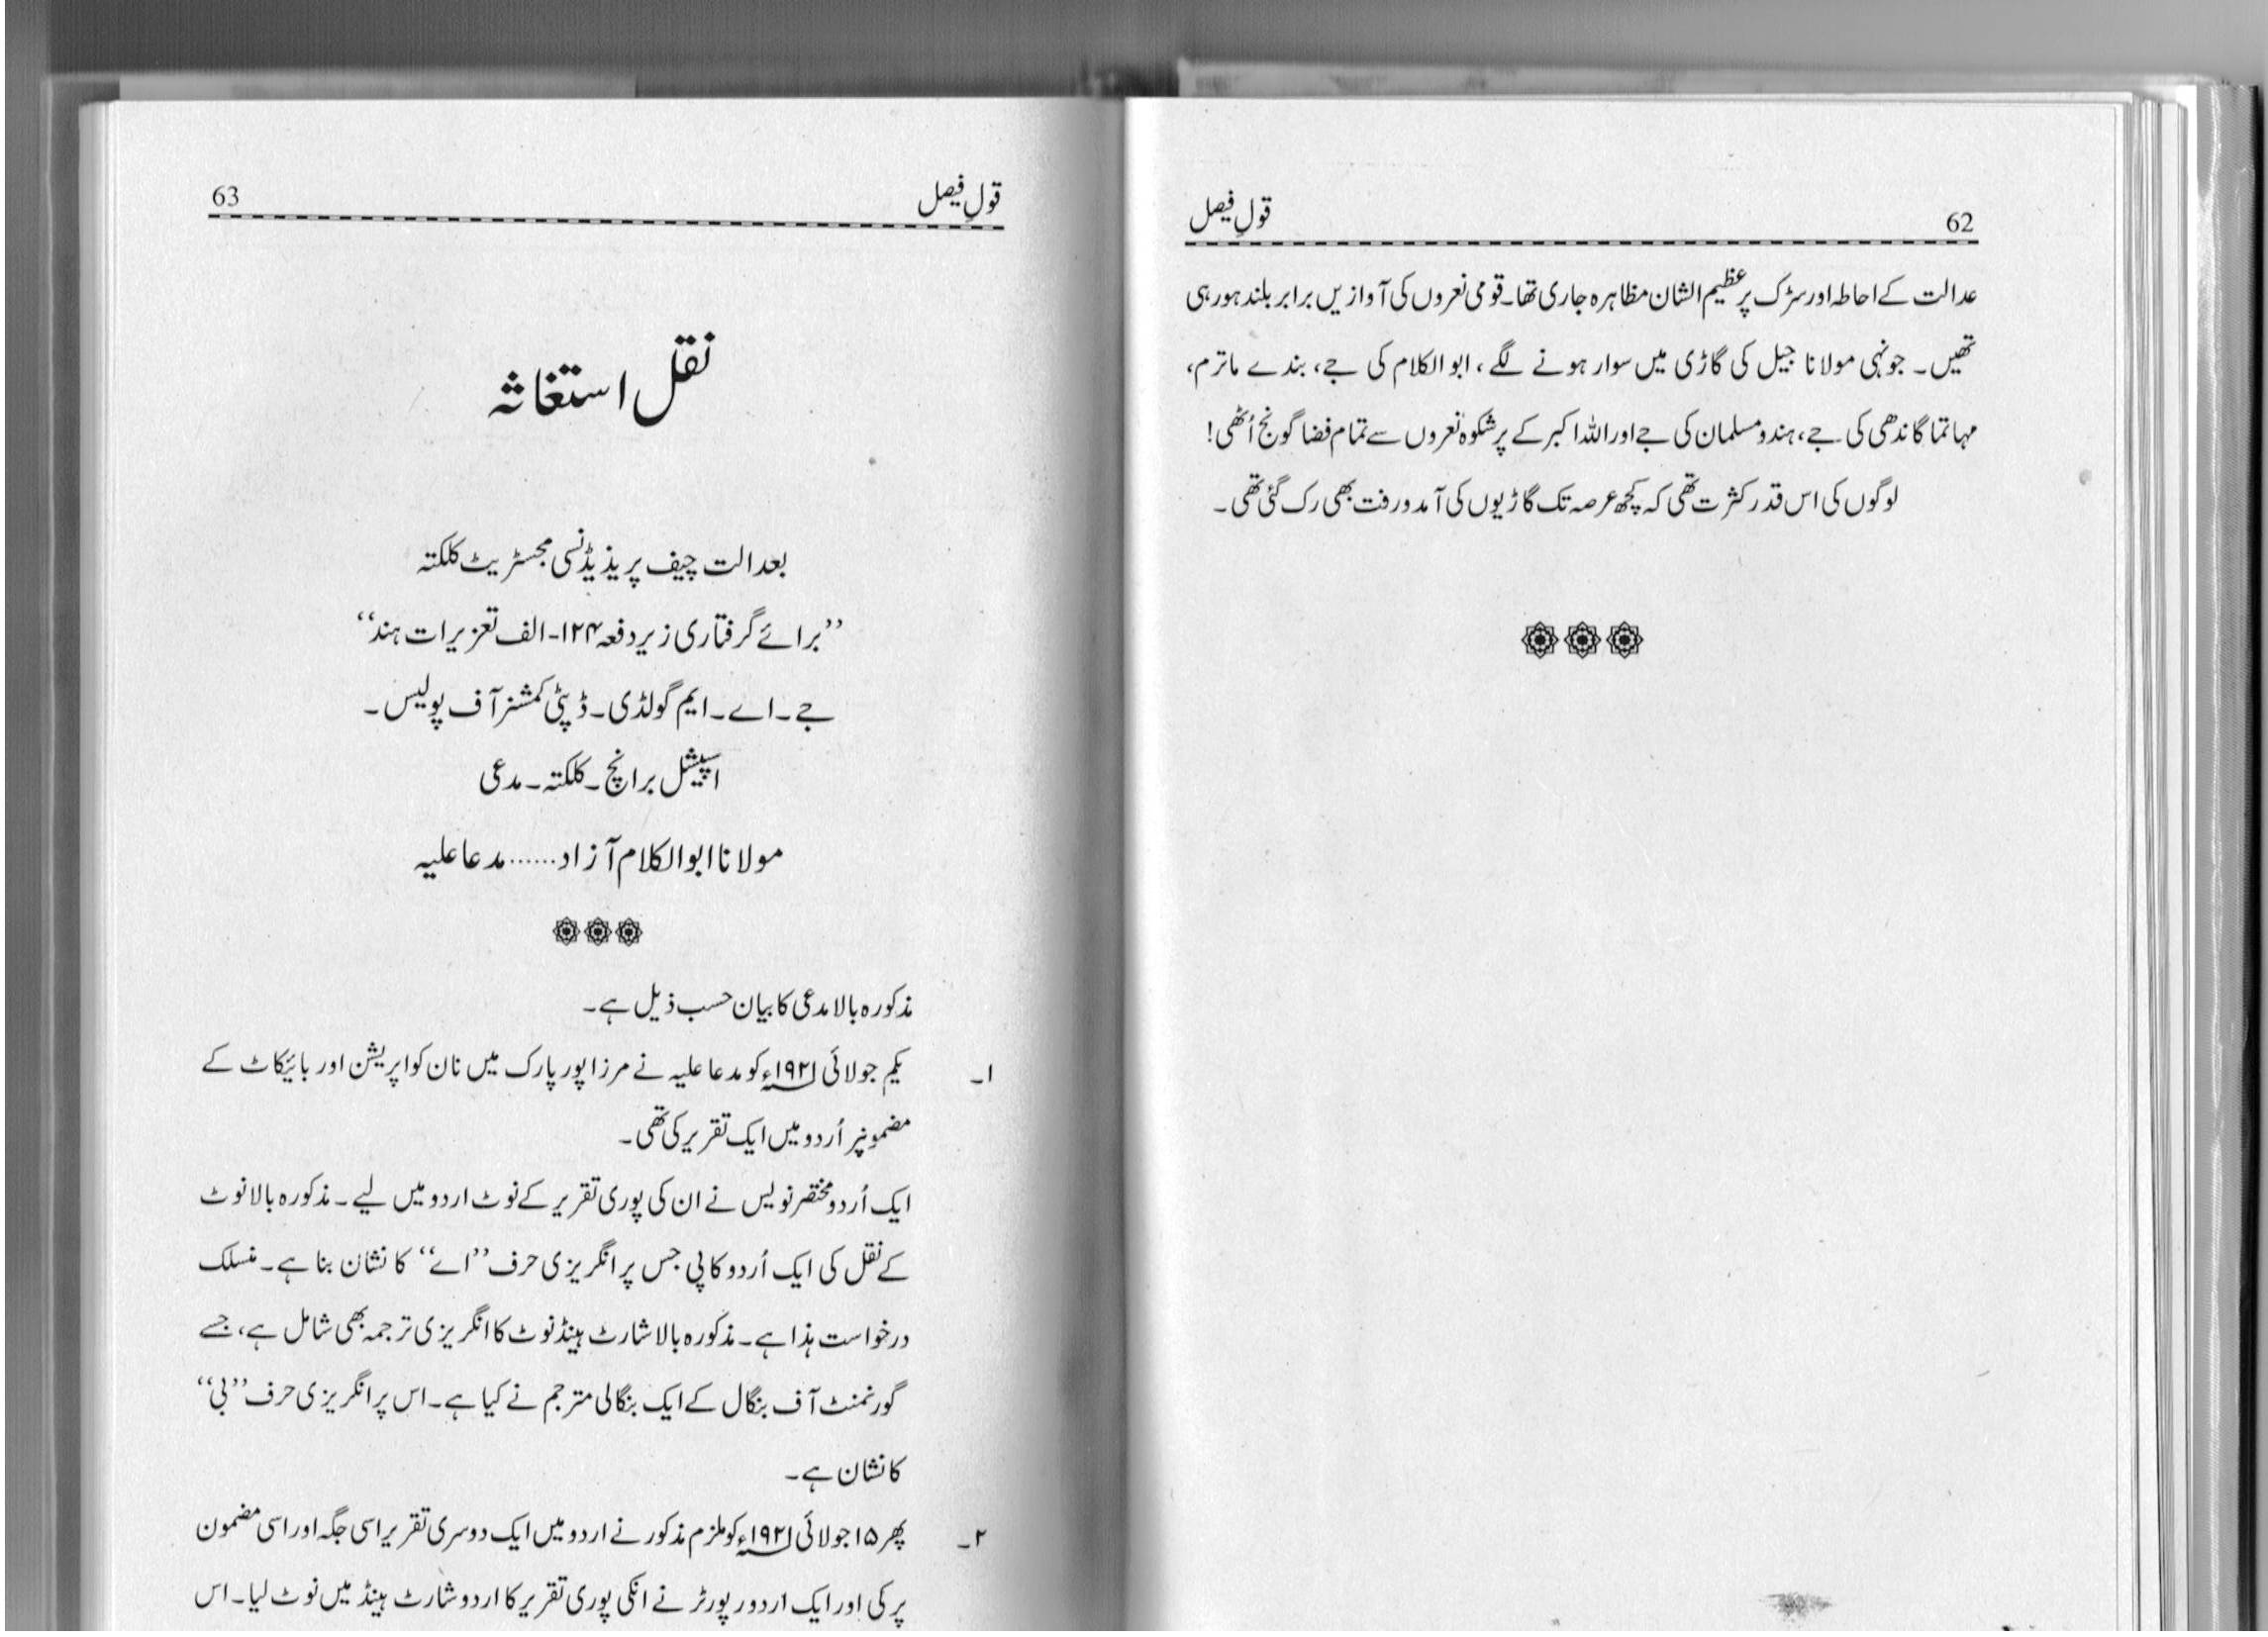 62
قولِ فیصل
عدالت کے احاطہ اور سڑک پر عظیم الشان مظاہرہ جاری تھا۔ قومی نعروں کی آوازیں برابر بلند ہو رہی
تھیں۔ جونہی مولانا جیل کی گاڑی میں سوار ہونے لگے، ابوالکلام کی جے، بندے ماترم،
مہاتما گاندھی کی جے، ہندو مسلمان کی جے اور اللہ اکبر کے پرشکوہ نعروں سے تمام فضا گونج اُٹھی!
لوگوں کی اس قدر کثرت تھی کہ کچھ عرصہ تک گاڑیوں کی آمد و رفت بھی رک گئی تھی۔
قولِ فیصل
63
نقل استغاثہ
بعدالت چیف پریذیڈنسی مجسٹریٹ کلکتہ
’’برائے گرفتاری زیر دفعہ ۱۲۴-الف تعزیرات ہند‘‘
جے۔اے۔ایم گولڈی۔ڈپٹی کمشنر آف پولیس۔
اسپیشل برانچ۔کلکتہ۔مدعی
مولانا ابوالکلام آزاد......مدعا علیہ
مذکورہ بالا مدعی کا بیان حسب ذیل ہے۔
۱۔ یکم جولائی ۱۹۲۱ء کو مدعا علیہ نے مرزا پور پارک میں نان کواپریشن اور بائیکاٹ کے
مضمونپر اُردو میں ایک تقریر کی تھی۔
ایک اُردو مختصر نویس نے ان کی پوری تقریر کے نوٹ اردو میں لیے۔ مذکورہ بالا نوٹ
کے نقل کی ایک اُردو کاپی جس پر انگریزی حرف ’’اے‘‘ کا نشان بنا ہے۔ منسلک
درخواست ہذا ہے۔ مذکورہ بالا شارٹ ہینڈ نوٹ کا انگریزی ترجمہ بھی شامل ہے، جسے
گورنمنٹ آف بنگال کے ایک بنگالی مترجم نے کیا ہے۔ اس پر انگریزی حرف ’’بی‘‘
کا نشان ہے۔
۲۔ پھر ۱۵ جولائی ۱۹۲۱ء کو ملزم مذکور نے اردو میں ایک دوسری تقریر اسی جگہ اور اسی مضمون
پر کی اور ایک اردو رپورٹر نے انکی پوری تقریر کا اردو شارٹ ہینڈ میں نوٹ لیا۔ اس